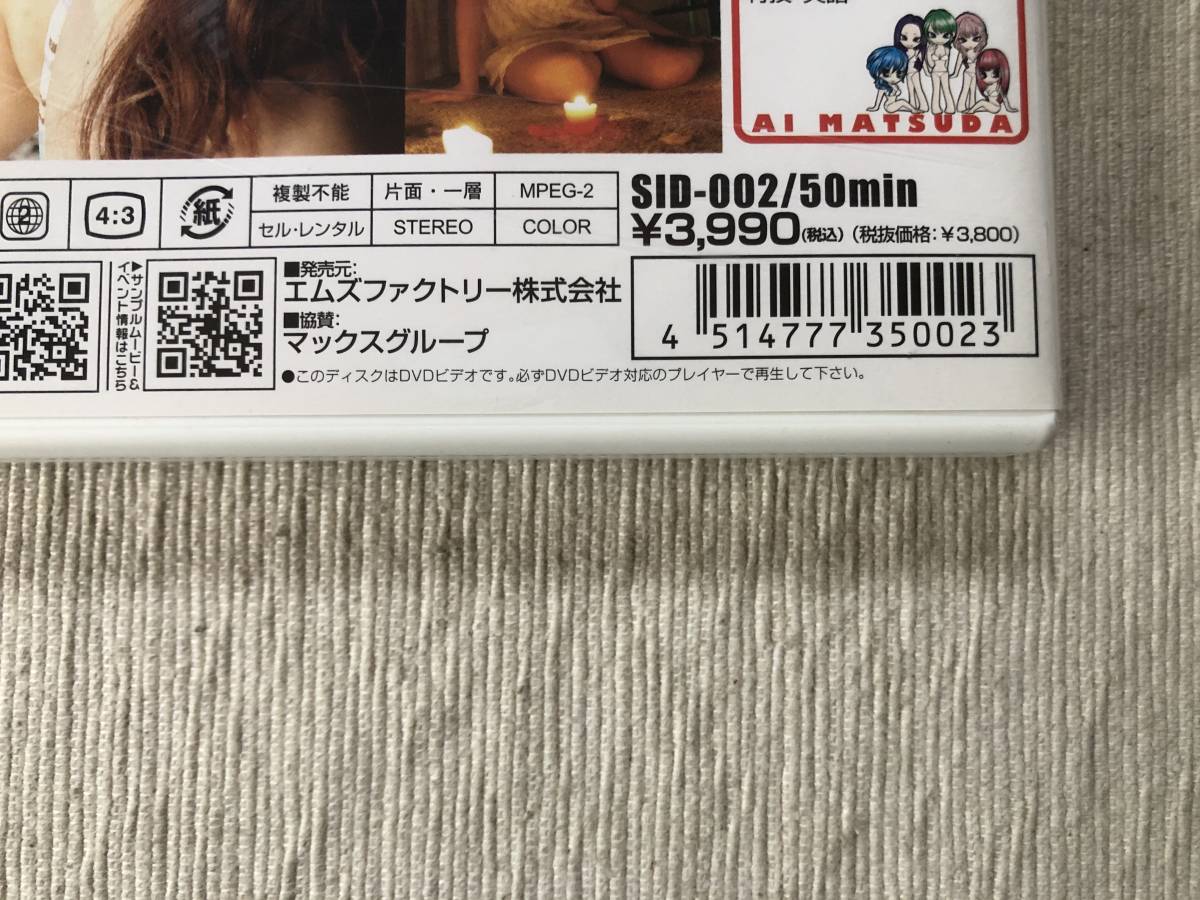 AI MATSUDA
2
4:3
紙
複製不能
片面・一層
MPEG-2
セル・レンタル
STEREO
COLOR
SID-002/50min
¥3,990(税込)(税抜価格:¥3,800)
▶サンプルムービー&
イベント情報はこちら
■発売元:
エムズファクトリー株式会社
■協賛:
マックスグループ
●このディスクはDVDビデオです。必ずDVDビデオ対応のプレイヤーで再生して下さい。
4 514777 350023